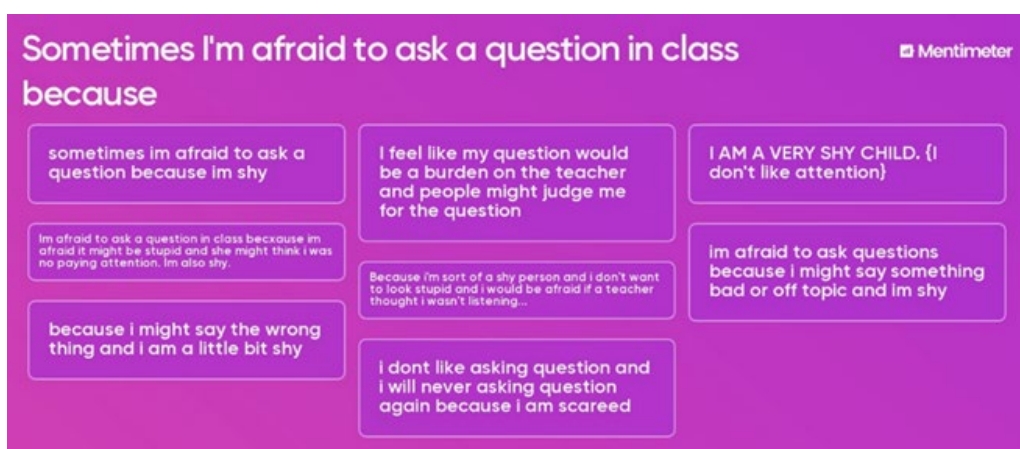 Sometimes I'm afraid to ask a question in class
because
Mentimeter
sometimes im afraid to ask a
question because im shy
Im afraid to ask a question in class becxause im
afraid it might be stupid and she might think i was
no paying attention. Im also shy.
because i might say the wrong
thing and i am a little bit shy
I feel like my question would
be a burden on the teacher
and people might judge me
for the question
Because i'm sort of a shy person and i don't want
to look stupid and i would be afraid if a teacher
thought i wasn't listening...
i dont like asking question and
i will never asking question
again because i am scareed
I AM A VERY SHY CHILD. {I
don't like attention}
im afraid to ask questions
because i might say something
bad or off topic and im shy